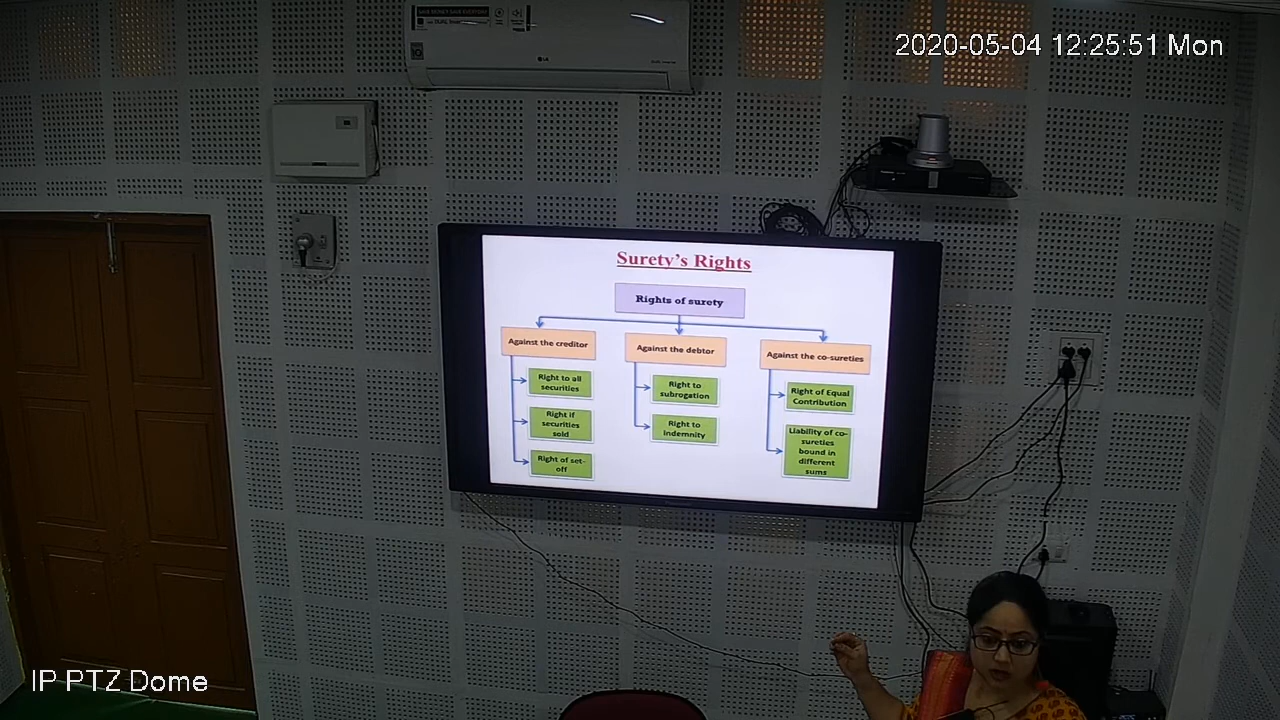 2020-05-04 12:25:51 Mon
LG
Surety's Rights
Rights of surety
Against the creditor
Right to all
securities
Right if
securities
sold
Right of set-
off
Against the debtor
Right to
subrogation
Right to
indemnity
Against the co-sureties
Right of Equal
Contribution
Liability of co-
sureties
bound in
different
sums
IP PTZ Dome